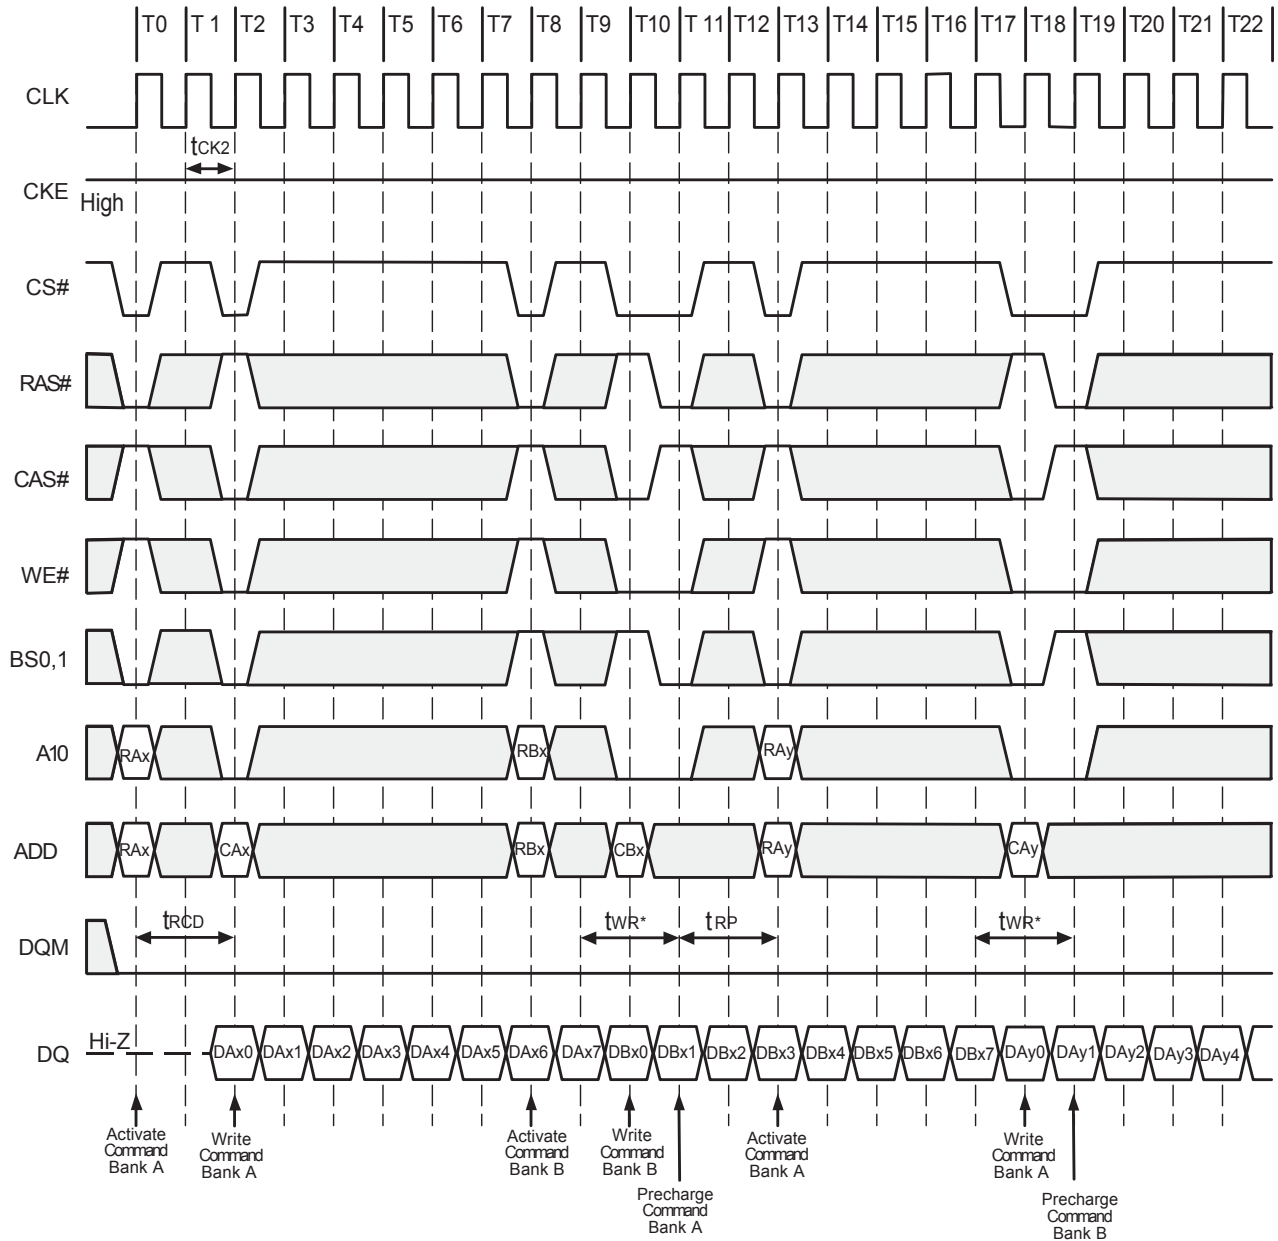 T0 T 1 T2 T3 T4 T5 T6 T7 T8 T9 T10 T 11 T12 T13 T14 T15 T16 T17 T18 T19 T20 T21 T22
CLK
tCK2
CKE
High
CS#
RAS#
CAS#
WE#
BS0,1
A10
RAx RBx RAy
ADD
RAx CAx RBx CBx RAy CAy
tRCD tWR* tRP tWR*
DQM
Hi-Z
DQ
DAx0 DAx1 DAx2 DAx3 DAx4 DAx5 DAx6 DAx7 DBx0 DBx1 DBx2 DBx3 DBx4 DBx5 DBx6 DBx7 DAy0 DAy1 DAy2 DAy3 DAy4
Activate
Command
Bank A
Write
Command
Bank A
Activate
Command
Bank B
Write
Command
Bank B
Precharge
Command
Bank A
Activate
Command
Bank A
Write
Command
Bank A
Precharge
Command
Bank B